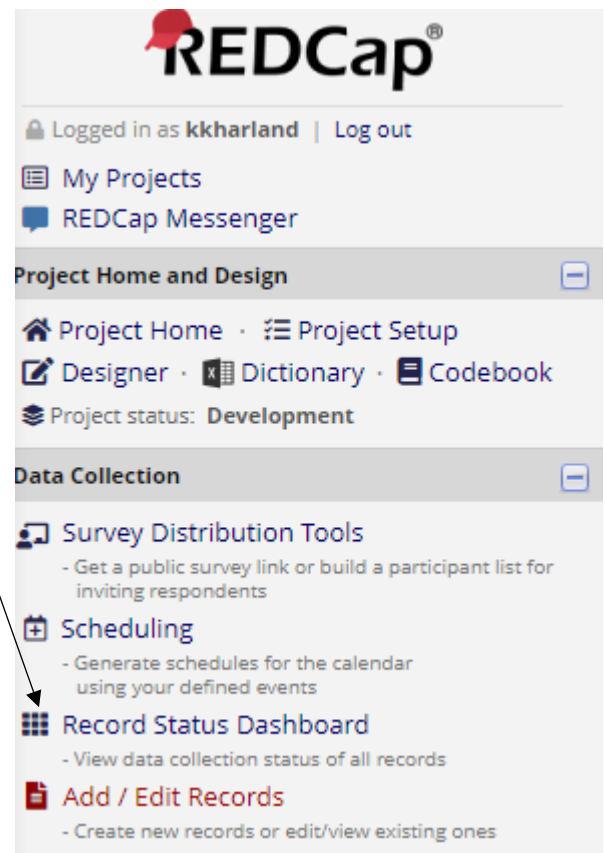 REDCap®
Logged in as kkharland | Log out
My Projects
REDCap Messenger
Project Home and Design
Project Home · Project Setup
Designer · Dictionary · Codebook
Project status: Development
Data Collection
Survey Distribution Tools
- Get a public survey link or build a participant list for
inviting respondents
Scheduling
- Generate schedules for the calendar
using your defined events
Record Status Dashboard
- View data collection status of all records
Add / Edit Records
- Create new records or edit/view existing ones